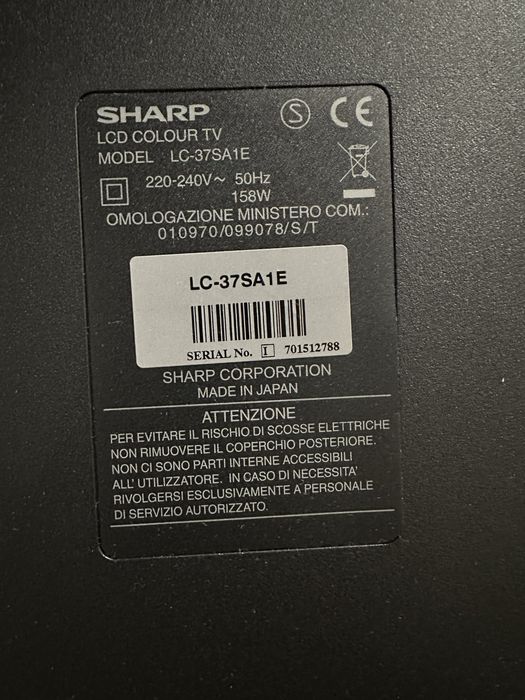 SHARP
S
CE
LCD COLOUR TV
MODEL LC-37SA1E
220-240V~ 50Hz
158W
OMOLOGAZIONE MINISTERO COM.:
010970/099078/S/T
LC-37SA1E
SERIAL No. I 701512788
SHARP CORPORATION
MADE IN JAPAN
ATTENZIONE
PER EVITARE IL RISCHIO DI SCOSSE ELETTRICHE
NON RIMUOVERE IL COPERCHIO POSTERIORE.
NON CI SONO PARTI INTERNE ACCESSIBILI
ALL' UTILIZZATORE. IN CASO DI NECESSITA'
RIVOLGERSI ESCLUSIVAMENTE A PERSONALE
DI SERVIZIO AUTORIZZATO.